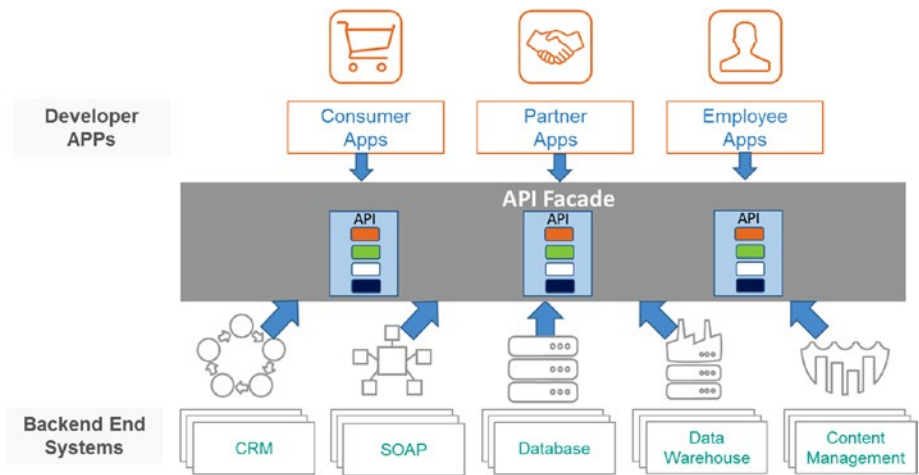 Developer
APPs
Consumer
Apps
Partner
Apps
Employee
Apps
API Facade
API
API
API
Backend End
Systems
CRM
SOAP
Database
Data
Warehouse
Content
Management